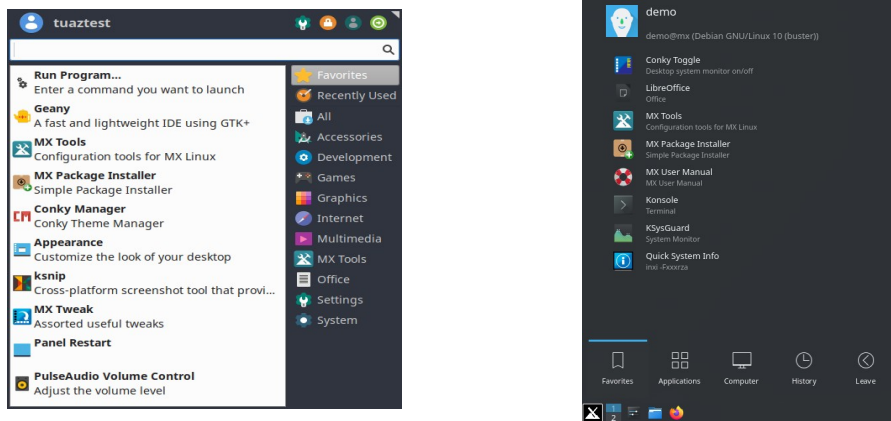 tuaztest
Run Program...
Enter a command you want to launch
Geany
A fast and lightweight IDE using GTK+
MX Tools
Configuration tools for MX Linux
MX Package Installer
Simple Package Installer
Conky Manager
Conky Theme Manager
Appearance
Customize the look of your desktop
ksnip
Cross-platform screenshot tool that provi...
MX Tweak
Assorted useful tweaks
Panel Restart
PulseAudio Volume Control
Adjust the volume level
Favorites
Recently Used
All
Accessories
Development
Games
Graphics
Internet
Multimedia
MX Tools
Office
Settings
System
demo
demo@mx (Debian GNU/Linux 10 (buster))
Conky Toggle
Desktop system monitor on/off
LibreOffice
Office
MX Tools
Configuration tools for MX Linux
MX Package Installer
Simple Package Installer
MX User Manual
MX User Manual
Konsole
Terminal
KSysGuard
System Monitor
Quick System Info
inxi -Fxxxrza
Favorites
Applications
Computer
History
Leave
1
2